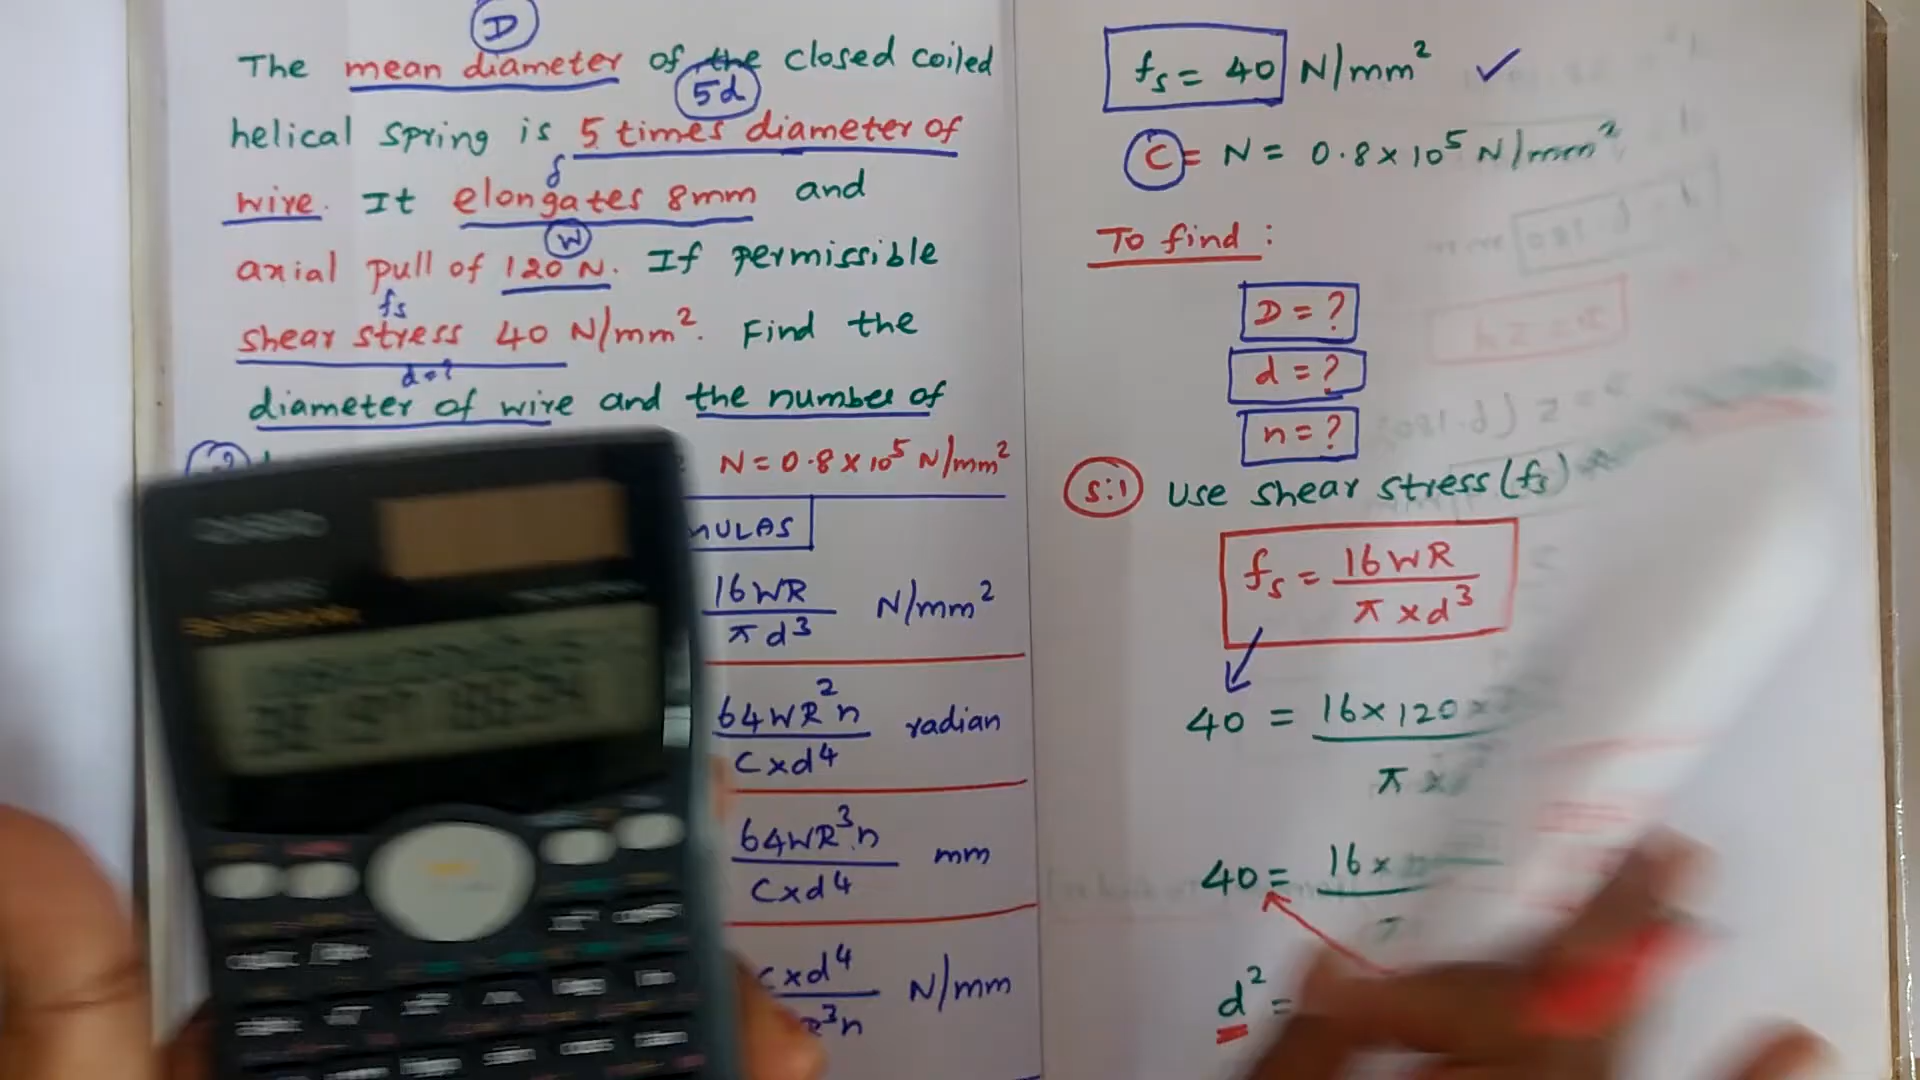 D
The mean diameter of the closed coiled
5d
helical spring is 5 times diameter of
δ
wire. It elongates 8mm and
W
axial pull of 120 N. If permissible
fs
shear stress 40 N/mm². Find the
d=?
diameter of wire and the number of
N = 0.8 x 10⁵ N/mm²
MULAS
16WR / πd³ N/mm²
64WR²n / Cxd⁴ radian
64WR³n / Cxd⁴ mm
Cxd⁴ / R³n N/mm
fs = 40 N/mm² ✓
C = N = 0.8 x 10⁵ N/mm²
To find :
D = ?
d = ?
n = ?
S:1 Use shear stress (fs)
fs = 16WR / π x d³
40 = 16 x 120 x / π x
40 = 16 x
d² =